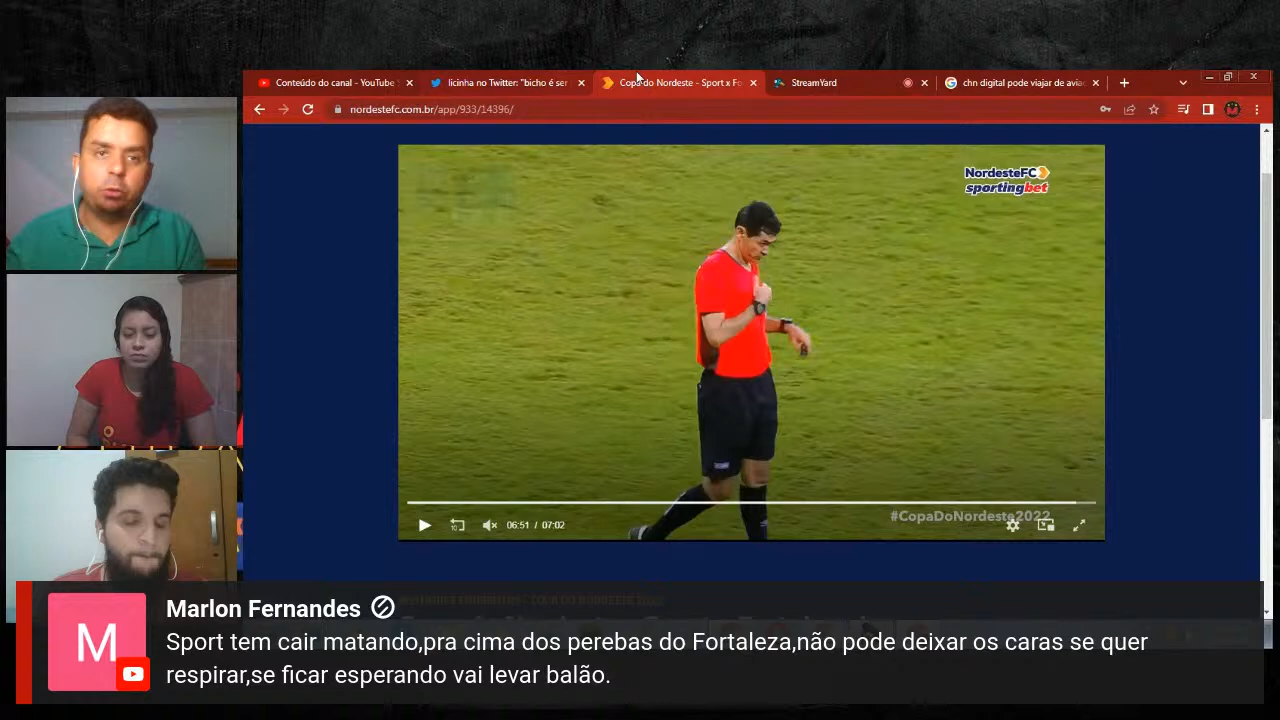 Conteúdo do canal - YouTube S
licinha no Twitter: "bicho é ser
Copa do Nordeste - Sport x Fo
StreamYard
chn digital pode viajar de aviã
nordestefc.com.br/app/933/14396/
NordesteFC
sportingbet
#CopaDoNordeste2022
06:51 / 07:02
M
Marlon Fernandes
Sport tem cair matando,pra cima dos perebas do Fortaleza,não pode deixar os caras se quer
respirar,se ficar esperando vai levar balão.